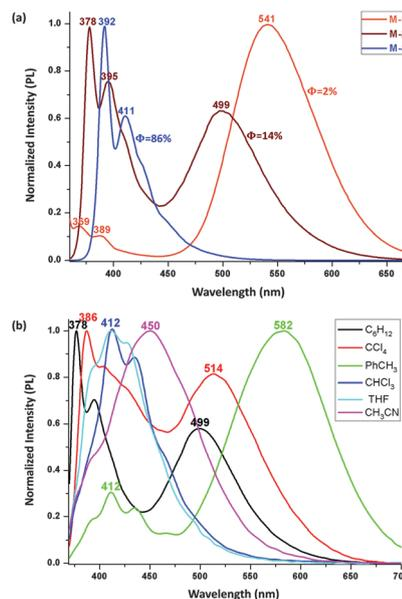 (a)
378
392
541
M-
M-
M-
395
411
Φ=86%
499
Φ=14%
Φ=2%
369
389
Normalized Intensity (PL)
1.0
0.8
0.6
0.4
0.2
0.0
400 450 500 550 600 650
Wavelength (nm)
(b)
378
386
412
450
582
514
499
412
C₆H₁₂
CCl₄
PhCH₃
CHCl₃
THF
CH₃CN
Normalized Intensity (PL)
1.0
0.8
0.6
0.4
0.2
0.0
400 450 500 550 600 650 70
Wavelength (nm)